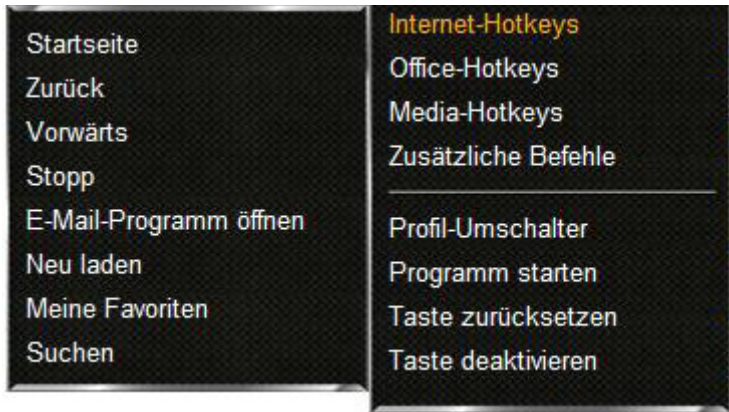 Startseite
Zurück
Vorwärts
Stopp
E-Mail-Programm öffnen
Neu laden
Meine Favoriten
Suchen
Internet-Hotkeys
Office-Hotkeys
Media-Hotkeys
Zusätzliche Befehle
Profil-Umschalter
Programm starten
Taste zurücksetzen
Taste deaktivieren